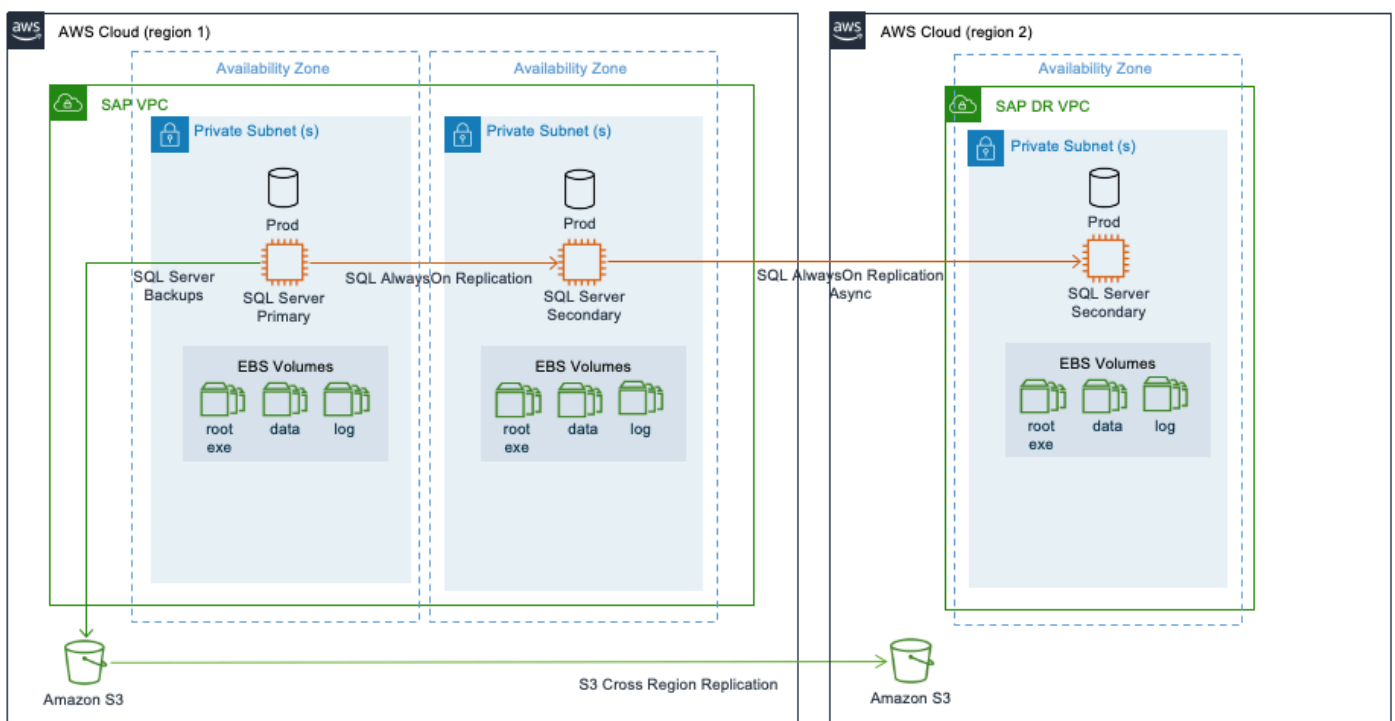 aws
AWS Cloud (region 1)
Availability Zone
Availability Zone
SAP VPC
Private Subnet (s)
Private Subnet (s)
Prod
Prod
SQL Server
Backups
SQL AlwaysOn Replication
SQL Server
Primary
SQL Server
Secondary
EBS Volumes
root
exe
data
log
EBS Volumes
root
exe
data
log
SQL AlwaysOn Replication
Async
aws
AWS Cloud (region 2)
Availability Zone
SAP DR VPC
Private Subnet (s)
Prod
SQL Server
Secondary
EBS Volumes
root
exe
data
log
Amazon S3
S3 Cross Region Replication
Amazon S3